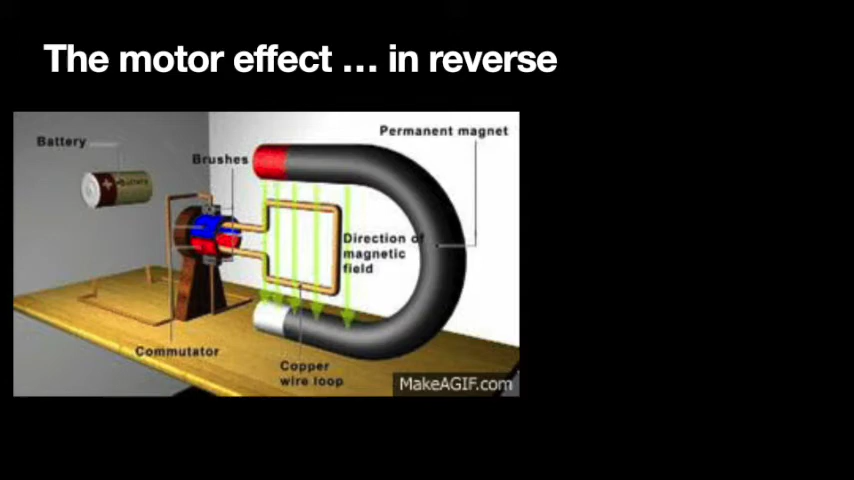 The motor effect ... in reverse
Permanent magnet
Battery
Brushes
Direction of
magnetic
field
Commutator
Copper
wire loop
MakeAGIF.com